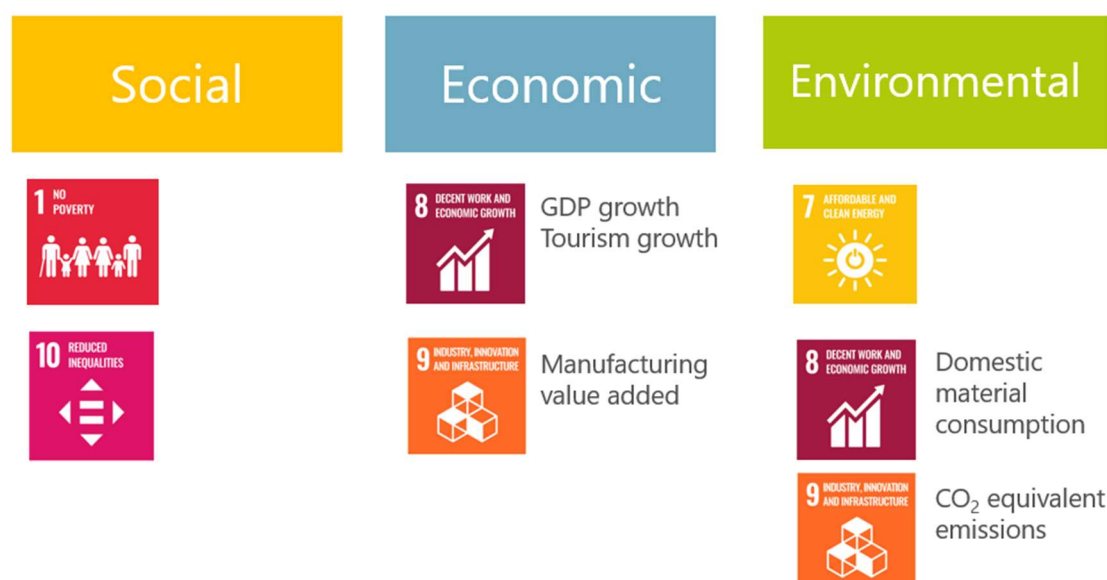 Social
Economic
Environmental
1 NO
POVERTY
8 DECENT WORK AND
ECONOMIC GROWTH
GDP growth
Tourism growth
7 AFFORDABLE AND
CLEAN ENERGY
10 REDUCED
INEQUALITIES
9 INDUSTRY, INNOVATION
AND INFRASTRUCTURE
Manufacturing
value added
8 DECENT WORK AND
ECONOMIC GROWTH
Domestic
material
consumption
9 INDUSTRY, INNOVATION
AND INFRASTRUCTURE
CO₂ equivalent
emissions